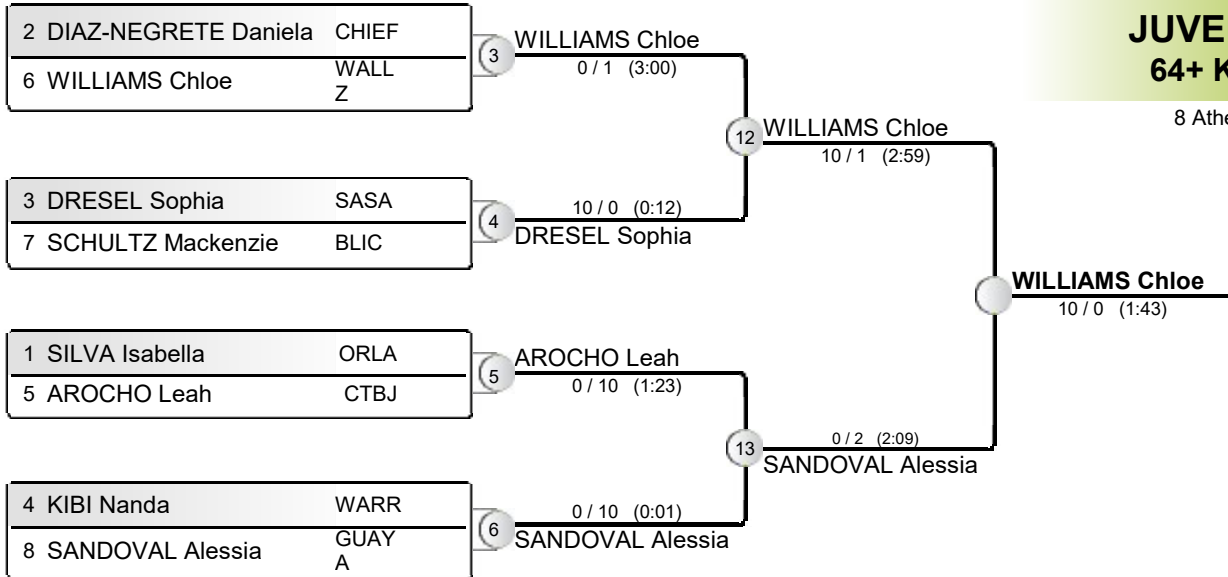 JUVE
64+ K
8 Athe
2 DIAZ-NEGRETE Daniela CHIEF
6 WILLIAMS Chloe WALL
Z
3 WILLIAMS Chloe
0 / 1 (3:00)
12 WILLIAMS Chloe
10 / 1 (2:59)
3 DRESEL Sophia SASA
7 SCHULTZ Mackenzie BLIC
4 10 / 0 (0:12)
DRESEL Sophia
WILLIAMS Chloe
10 / 0 (1:43)
1 SILVA Isabella ORLA
5 AROCHO Leah CTBJ
5 AROCHO Leah
0 / 10 (1:23)
13 0 / 2 (2:09)
SANDOVAL Alessia
4 KIBI Nanda WARR
8 SANDOVAL Alessia GUAY
A
6 0 / 10 (0:01)
SANDOVAL Alessia